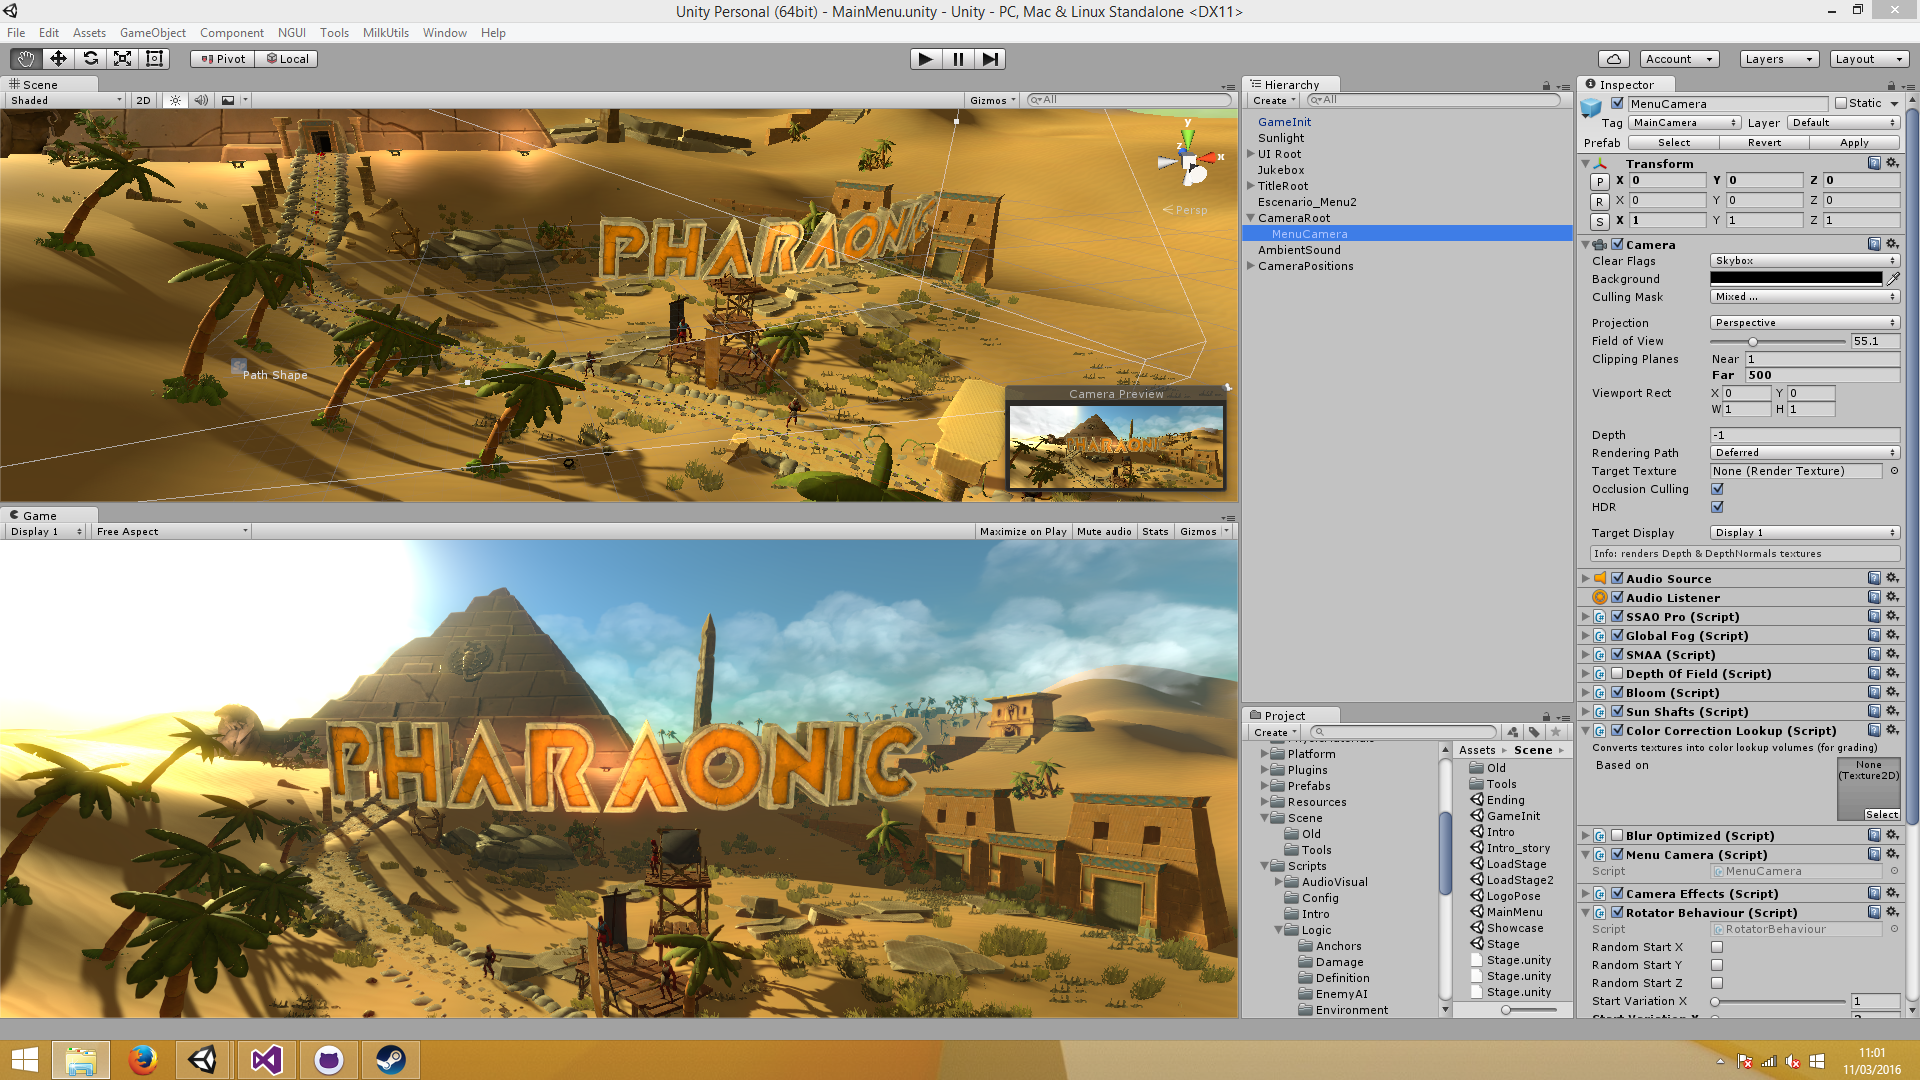 Unity Personal (64bit) - MainMenu.unity - Unity - PC, Mac & Linux Standalone <DX11>
File Edit Assets GameObject Component NGUI Tools MilkUtils Window Help
Pivot Local
Account Layers Layout
Scene
Shaded 2D Gizmos All
y
z
x
Persp
PHARAONIC
Path Shape
Camera Preview
PHARAONIC
Game
Display 1 Free Aspect Maximize on Play Mute audio Stats Gizmos
PHARAONIC
Hierarchy
Create All
GameInit
Sunlight
UI Root
Jukebox
TitleRoot
Escenario_Menu2
CameraRoot
MenuCamera
AmbientSound
CameraPositions
Project
Create
Platform
Plugins
Prefabs
Resources
Scene
Old
Tools
Scripts
AudioVisual
Config
Intro
Logic
Anchors
Damage
Definition
EnemyAI
Environment
Assets Scene
Old
Tools
Ending
GameInit
Intro
Intro_story
LoadStage
LoadStage2
LogoPose
MainMenu
Showcase
Stage
Stage.unity
Stage.unity
Stage.unity
Inspector
MenuCamera Static
Tag MainCamera Layer Default
Prefab Select Revert Apply
Transform
P X 0 Y 0 Z 0
R X 0 Y 0 Z 0
S X 1 Y 1 Z 1
Camera
Clear Flags Skybox
Background
Culling Mask Mixed ...
Projection Perspective
Field of View 55.1
Clipping Planes Near 1
Far 500
Viewport Rect X 0 Y 0
W 1 H 1
Depth -1
Rendering Path Deferred
Target Texture None (Render Texture)
Occlusion Culling
HDR
Target Display Display 1
Info: renders Depth & DepthNormals textures
Audio Source
Audio Listener
SSAO Pro (Script)
Global Fog (Script)
SMAA (Script)
Depth Of Field (Script)
Bloom (Script)
Sun Shafts (Script)
Color Correction Lookup (Script)
Converts textures into color lookup volumes (for grading)
Based on None
(Texture2D)
Select
Blur Optimized (Script)
Menu Camera (Script)
Script MenuCamera
Camera Effects (Script)
Rotator Behaviour (Script)
Script RotatorBehaviour
Random Start X
Random Start Y
Random Start Z
Start Variation X 1
11:01
11/03/2016